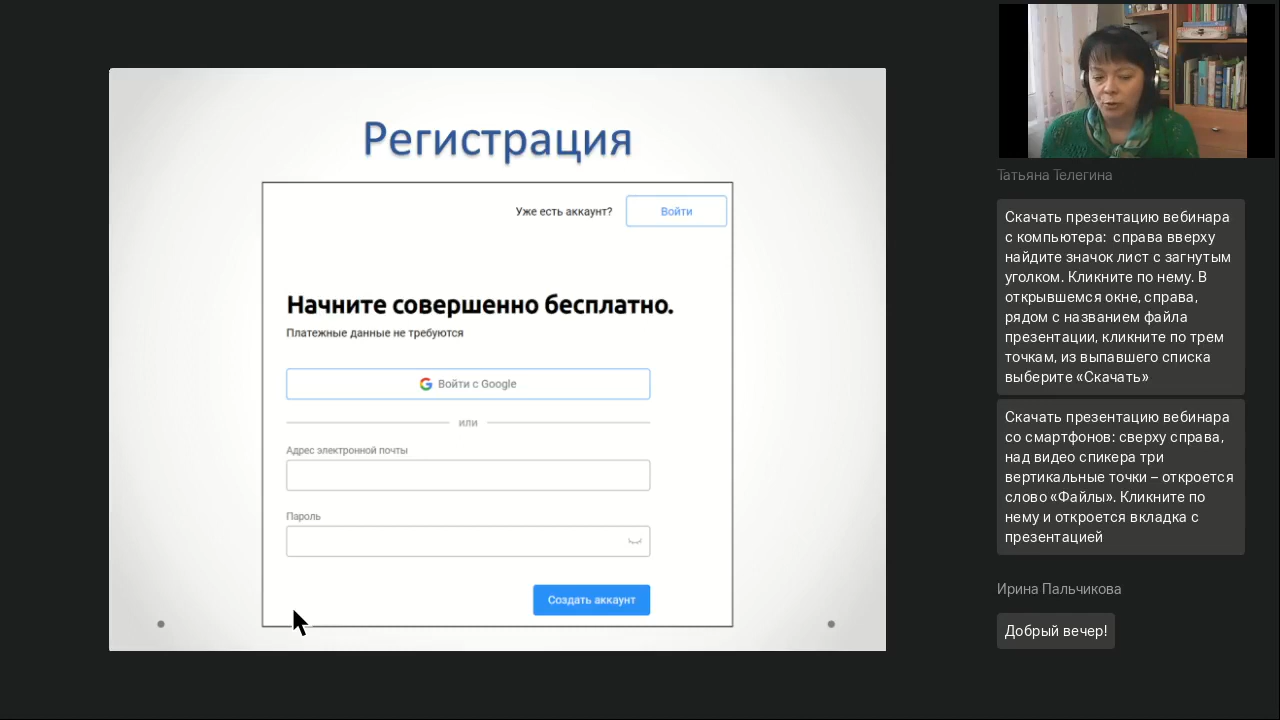 Регистрация
Уже есть аккаунт?
Войти
Начните совершенно бесплатно.
Платежные данные не требуются
Войти с Google
или
Адрес электронной почты
Пароль
Создать аккаунт
Татьяна Телегина
Скачать презентацию вебинара
с компьютера: справа вверху
найдите значок лист с загнутым
уголком. Кликните по нему. В
открывшемся окне, справа,
рядом с названием файла
презентации, кликните по трем
точкам, из выпавшего списка
выберите «Скачать»
Скачать презентацию вебинара
со смартфонов: сверху справа,
над видео спикера три
вертикальные точки – откроется
слово «Файлы». Кликните по
нему и откроется вкладка с
презентацией
Ирина Пальчикова
Добрый вечер!